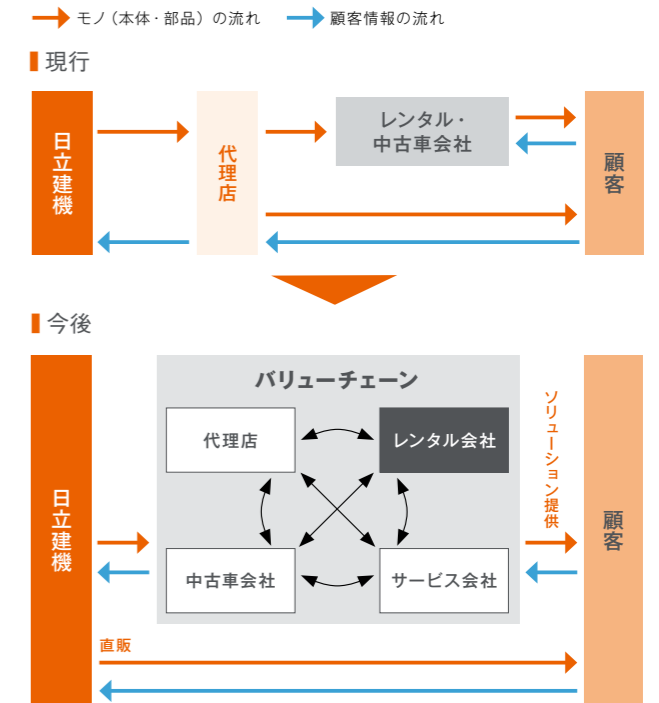 モノ（本体・部品）の流れ
顧客情報の流れ
現行
日立建機
代理店
レンタル・
中古車会社
顧客
今後
日立建機
バリューチェーン
代理店
レンタル会社
中古車会社
サービス会社
ソリューション提供
顧客
直販